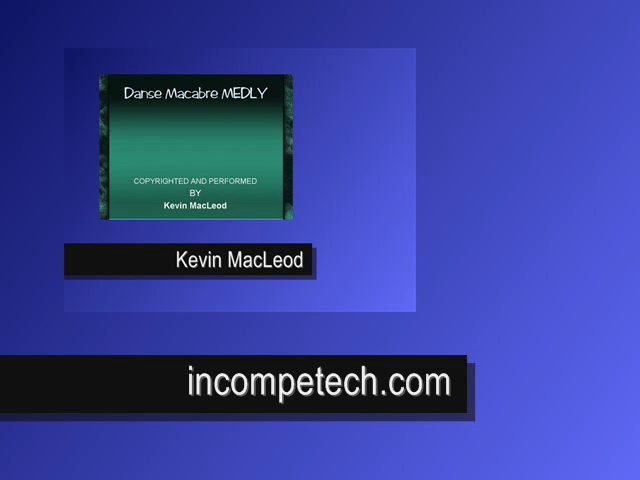 Danse Macabre MEDLY
COPYRIGHTED AND PERFORMED
BY
Kevin MacLeod
Kevin MacLeod
incompetech.com